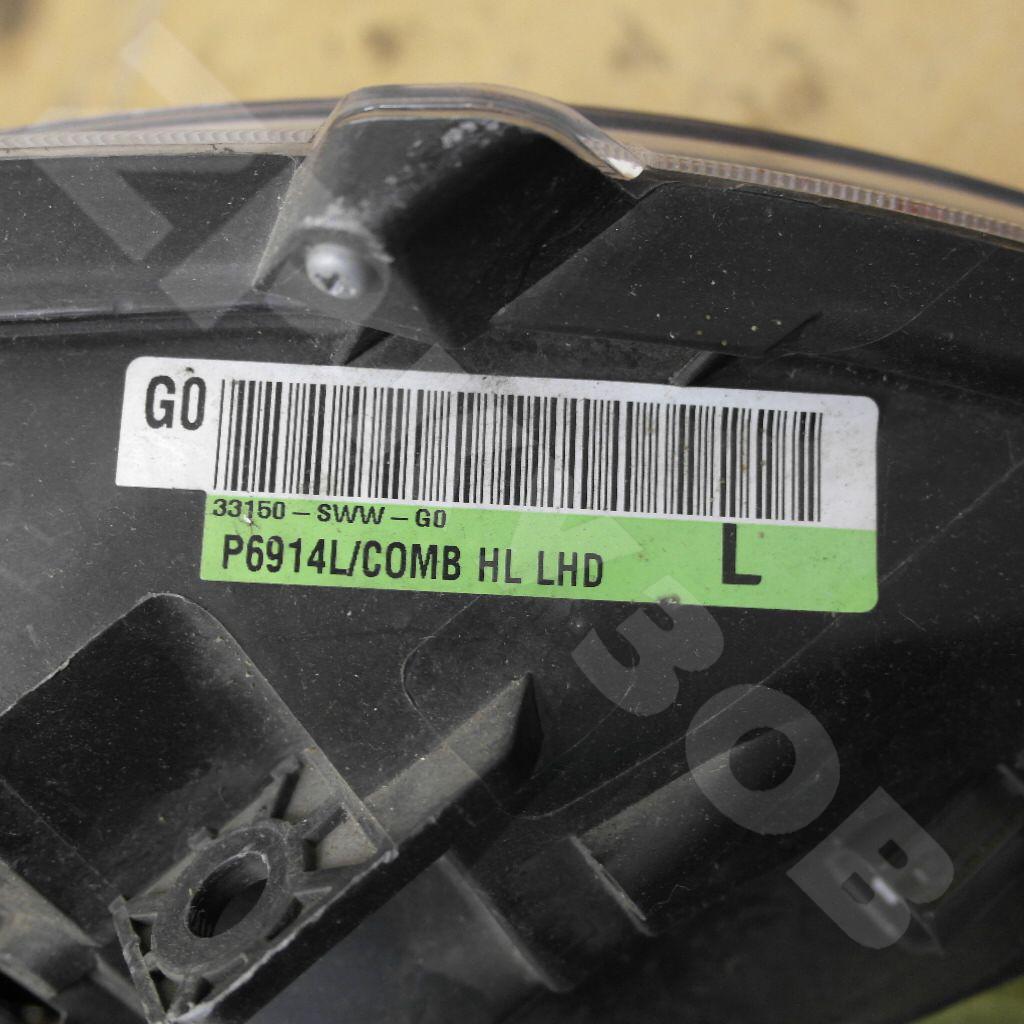 G0
33150-SWW-G0
P6914L/COMB HL LHD
L